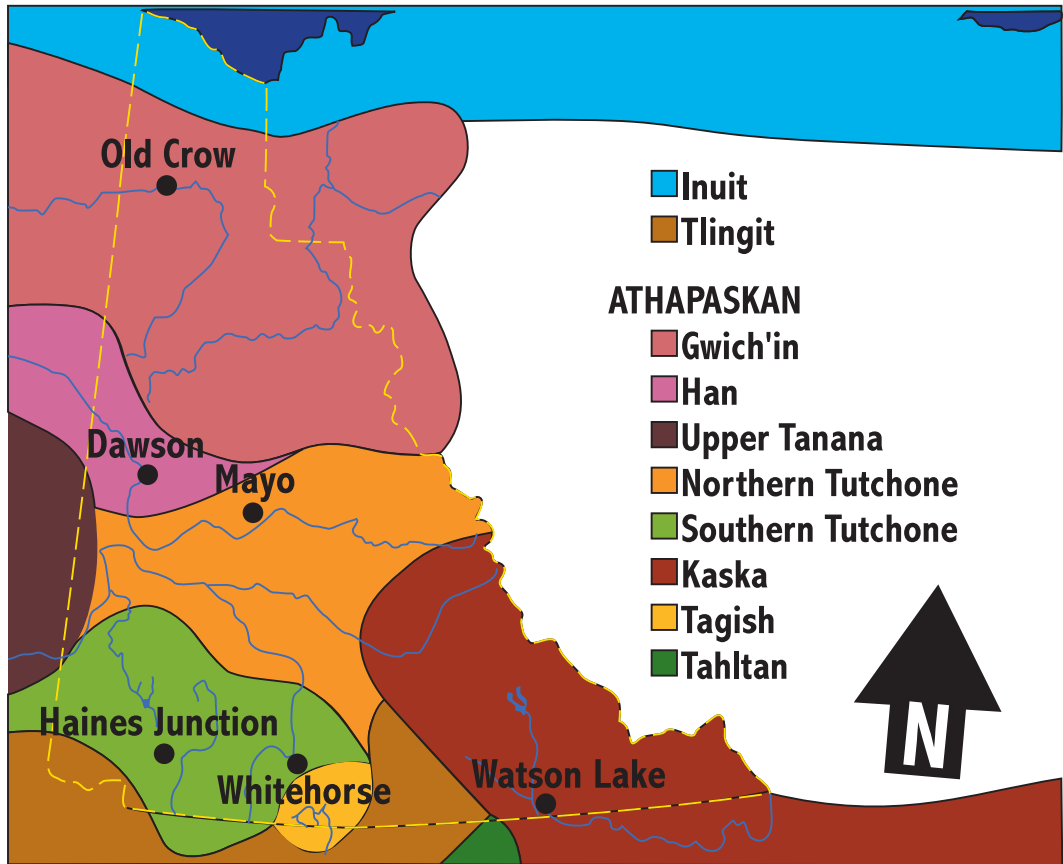 Old Crow
Dawson
Mayo
Haines Junction
Whitehorse
Watson Lake
Inuit
Tlingit
ATHAPASKAN
Gwich'in
Han
Upper Tanana
Northern Tutchone
Southern Tutchone
Kaska
Tagish
Tahltan
N